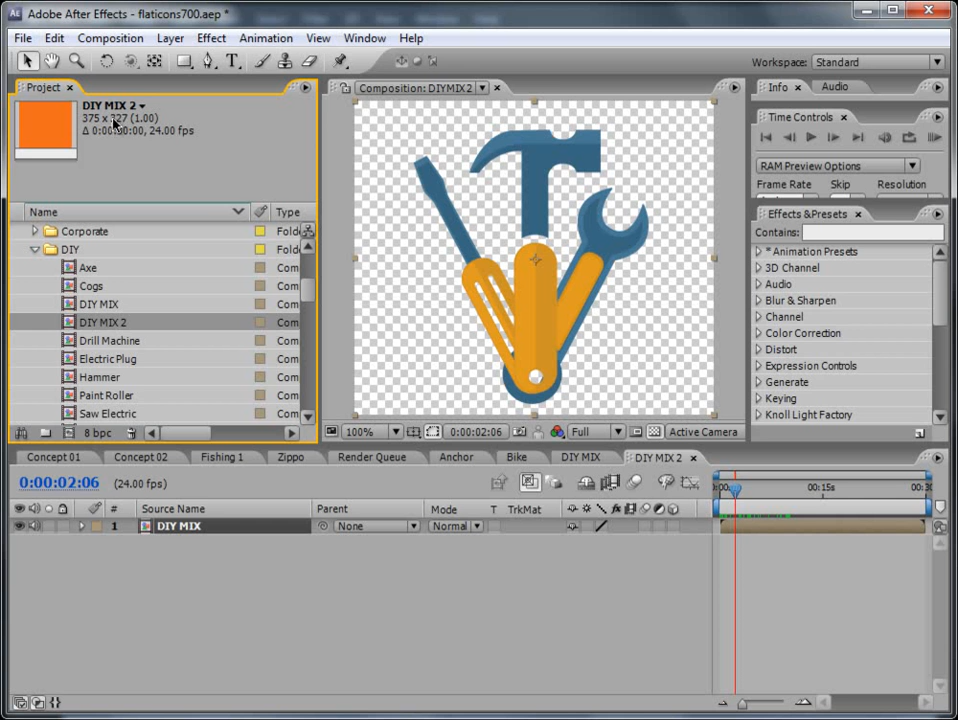 Ae Adobe After Effects - flaticons700.aep *
File Edit Composition Layer Effect Animation View Window Help
T Workspace: Standard
Project × Composition: DIYMIX2 × Info × Audio
DIY MIX 2
375 x 327 (1.00)
Δ 0:00:00:00, 24.00 fps
Time Controls ×
RAM Preview Options
Frame Rate Skip Resolution
Name Type
Corporate Fold
DIY Fold
Axe Com
Cogs Com
DIY MIX Com
DIY MIX 2 Com
Drill Machine Com
Electric Plug Com
Hammer Com
Paint Roller Com
Saw Electric Com
8 bpc
Effects & Presets ×
Contains:
* Animation Presets
3D Channel
Audio
Blur & Sharpen
Channel
Color Correction
Distort
Expression Controls
Generate
Keying
Knoll Light Factory
100% 0:00:02:06 Full Active Camera
Concept 01 Concept 02 Fishing 1 Zippo Render Queue Anchor Bike DIY MIX DIY MIX 2 ×
0:00:02:06 (24.00 fps)
00:15s
# Source Name Parent Mode T TrkMat
1 DIY MIX None Normal